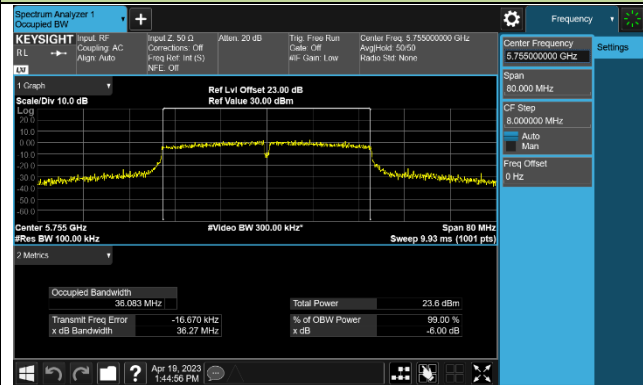 Spectrum Analyzer 1
Occupied BW
Frequency
KEYSIGHT
RL
Input: RF
Coupling: AC
Align: Auto
Input Z: 50 Ω
Corrections: Off
Freq Ref: Int (S)
NFE: Off
Atten: 20 dB
Trig: Free Run
Gate: Off
#IF Gain: Low
Center Freq: 5.755000000 GHz
Avg|Hold: 50/50
Radio Std: None
Center Frequency
5.755000000 GHz
Settings
Span
80.000 MHz
CF Step
8.000000 MHz
Auto
Man
Freq Offset
0 Hz
1 Graph
Scale/Div 10.0 dB
Ref Lvl Offset 23.00 dB
Ref Value 30.00 dBm
Log
20.0
10.0
0.00
-10.0
-20.0
-30.0
-40.0
-50.0
-60.0
Center 5.755 GHz
#Res BW 100.00 kHz
#Video BW 300.00 kHz*
Span 80 MHz
Sweep 9.93 ms (1001 pts)
2 Metrics
Occupied Bandwidth
36.083 MHz
Total Power 23.6 dBm
Transmit Freq Error -16.670 kHz
% of OBW Power 99.00 %
x dB Bandwidth 36.27 MHz
x dB -6.00 dB
?
Apr 19, 2023
1:44:56 PM